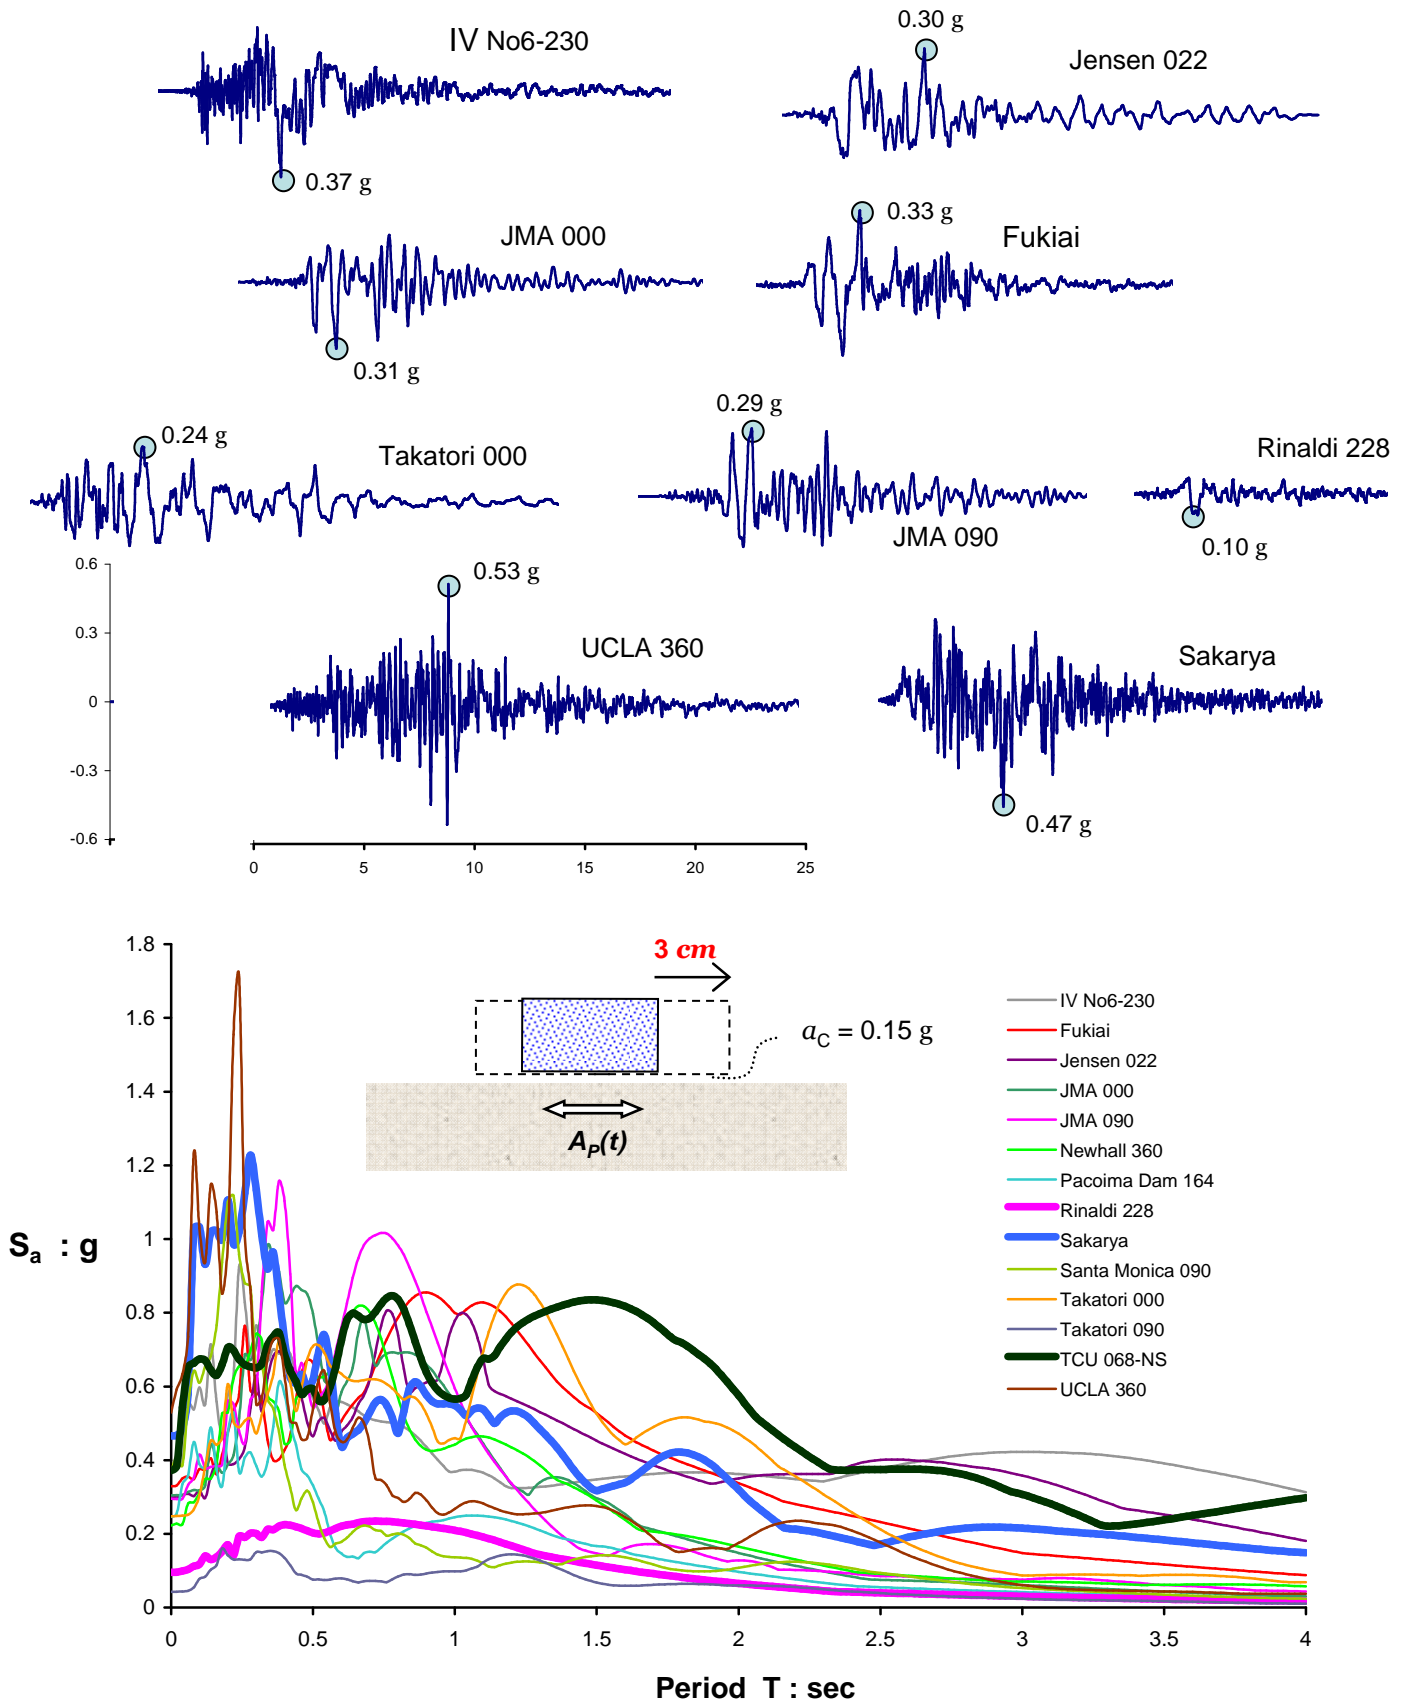 0.30 g
IV No6-230
Jensen 022
0.37 g
0.33 g
JMA 000
Fukiai
0.31 g
0.29 g
0.24 g
Takatori 000
Rinaldi 228
JMA 090
0.10 g
0.6
0.53 g
0.3
UCLA 360
Sakarya
0
-0.3
0.47 g
-0.6
0 5 10 15 20 25
1.8
3 cm
IV No6-230
1.6
aC = 0.15 g
Fukiai
Jensen 022
1.4
JMA 000
JMA 090
AP(t)
Newhall 360
1.2
Pacoima Dam 164
Rinaldi 228
Sa : g
1
Sakarya
Santa Monica 090
0.8
Takatori 000
Takatori 090
TCU 068-NS
0.6
UCLA 360
0.4
0.2
0
0 0.5 1 1.5 2 2.5 3 3.5 4
Period T : sec